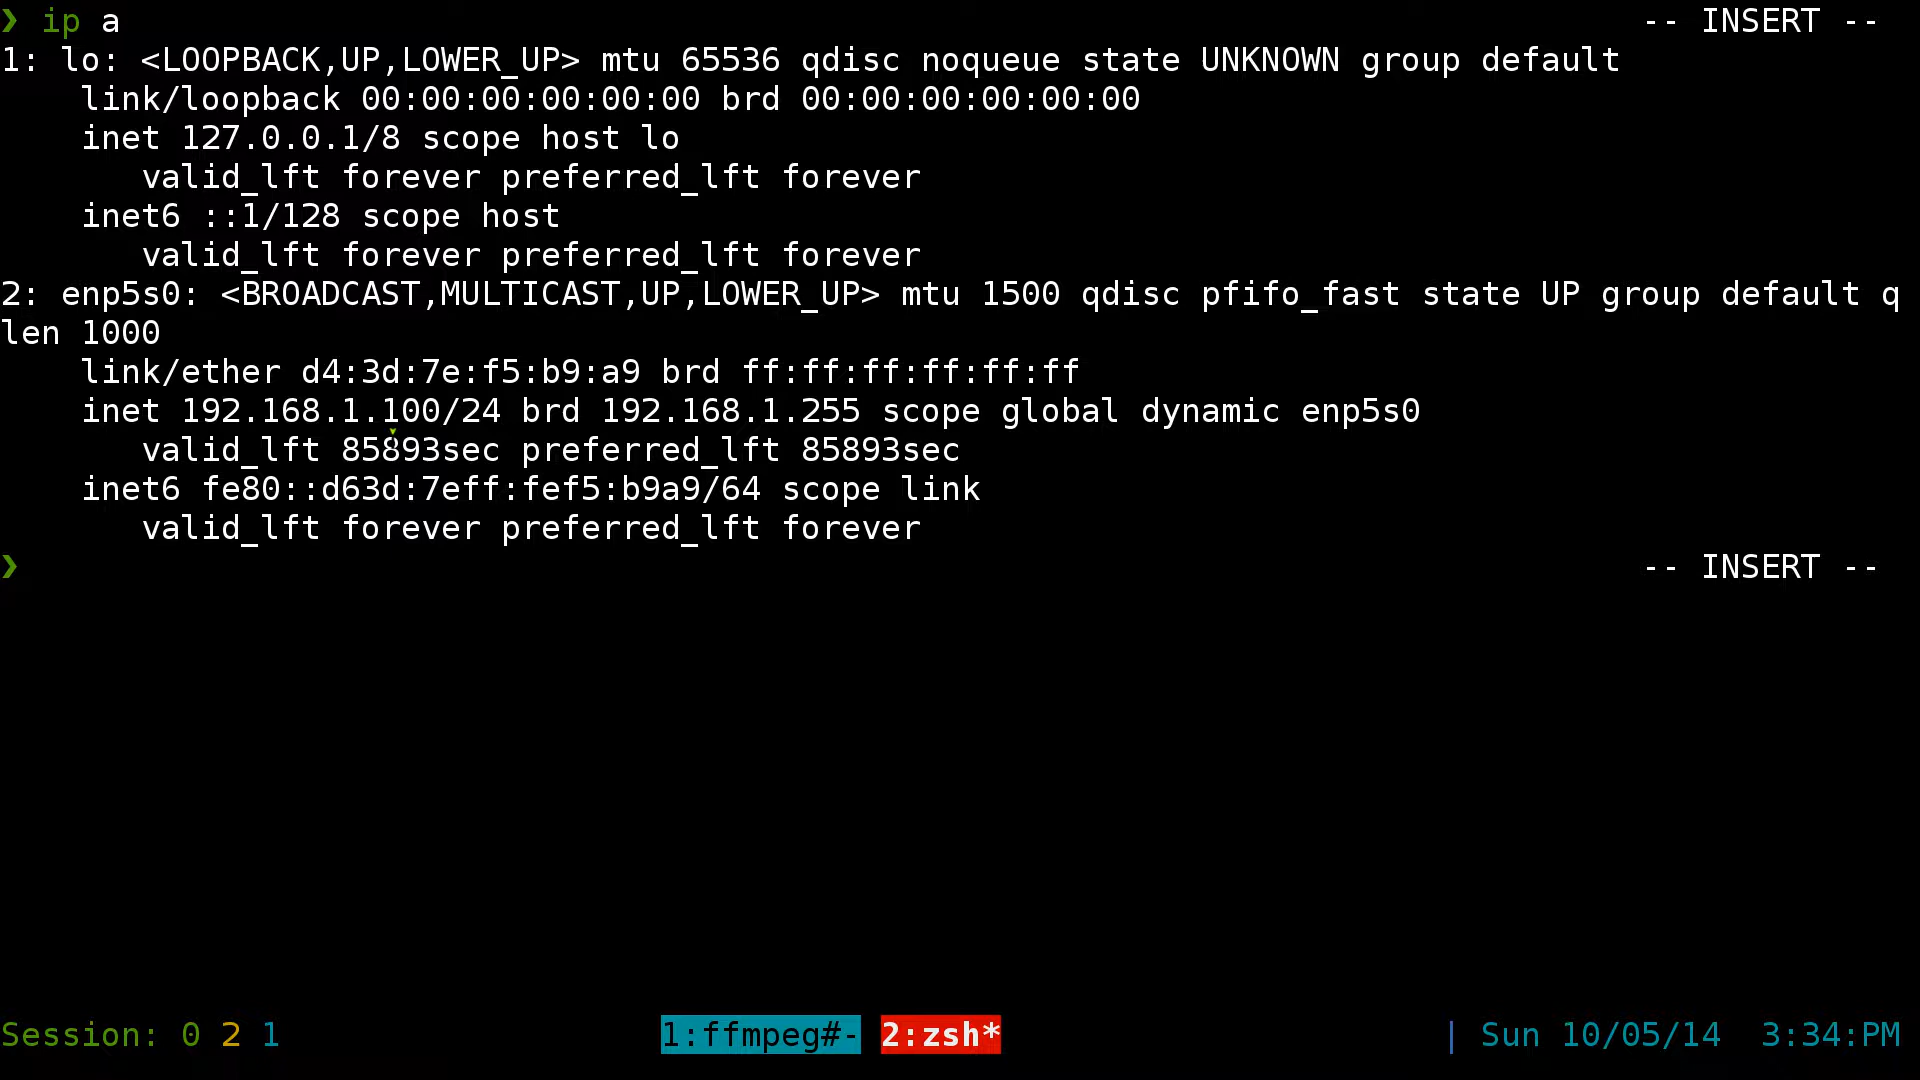 ❯ ip a -- INSERT --
1: lo: <LOOPBACK,UP,LOWER_UP> mtu 65536 qdisc noqueue state UNKNOWN group default
    link/loopback 00:00:00:00:00:00 brd 00:00:00:00:00:00
    inet 127.0.0.1/8 scope host lo
       valid_lft forever preferred_lft forever
    inet6 ::1/128 scope host
       valid_lft forever preferred_lft forever
2: enp5s0: <BROADCAST,MULTICAST,UP,LOWER_UP> mtu 1500 qdisc pfifo_fast state UP group default q
len 1000
    link/ether d4:3d:7e:f5:b9:a9 brd ff:ff:ff:ff:ff:ff
    inet 192.168.1.100/24 brd 192.168.1.255 scope global dynamic enp5s0
       valid_lft 85893sec preferred_lft 85893sec
    inet6 fe80::d63d:7eff:fef5:b9a9/64 scope link
       valid_lft forever preferred_lft forever
❯ -- INSERT --
Session: 0 2 1 1:ffmpeg#- 2:zsh* | Sun 10/05/14  3:34:PM